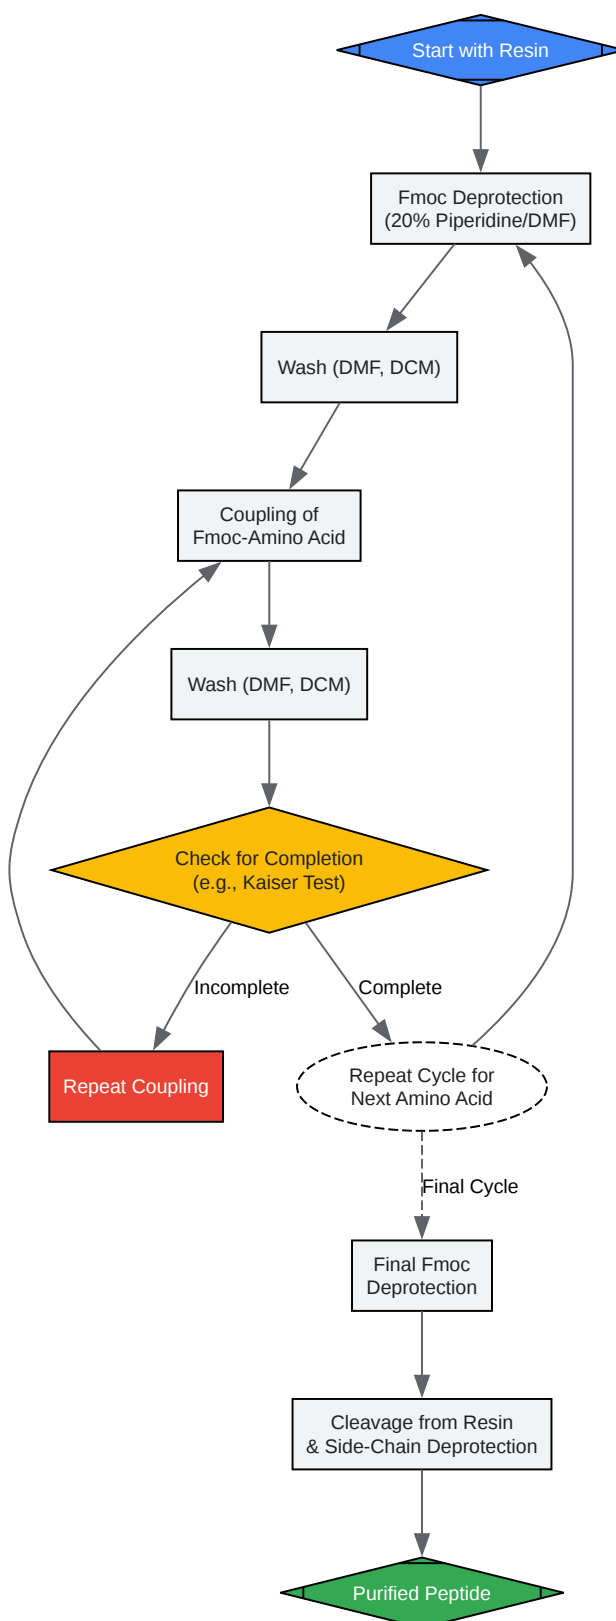 Start with Resin
Fmoc Deprotection
(20% Piperidine/DMF)
Wash (DMF, DCM)
Coupling of
Fmoc-Amino Acid
Wash (DMF, DCM)
Check for Completion
(e.g., Kaiser Test)
Incomplete
Complete
Repeat Coupling
Repeat Cycle for
Next Amino Acid
Final Cycle
Final Fmoc
Deprotection
Cleavage from Resin
& Side-Chain Deprotection
Purified Peptide